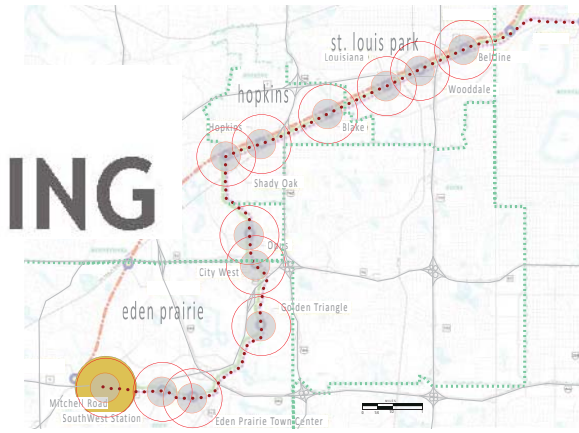 st. louis park
Louisiana
Beltline
Wooddale
hopkins
Hopkins
Blake
Shady Oak
ING
City West
eden prairie
Golden Triangle
Mitchell Road
SouthWest Station
Eden Prairie Town Center